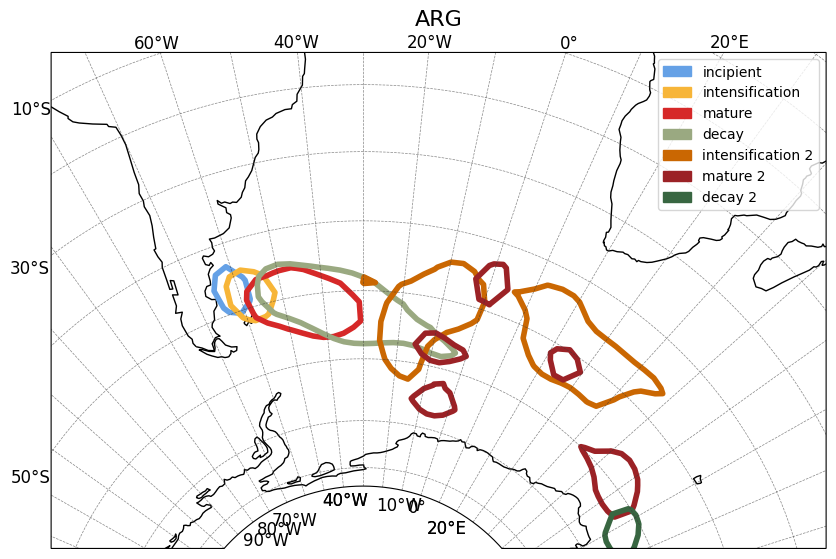 ARG
60°W 40°W 20°W 0° 20°E
10°S
30°S
50°S
incipient
intensification
mature
decay
intensification 2
mature 2
decay 2
40°W 10°W 0°
70°W
80°W 20°E
90°W